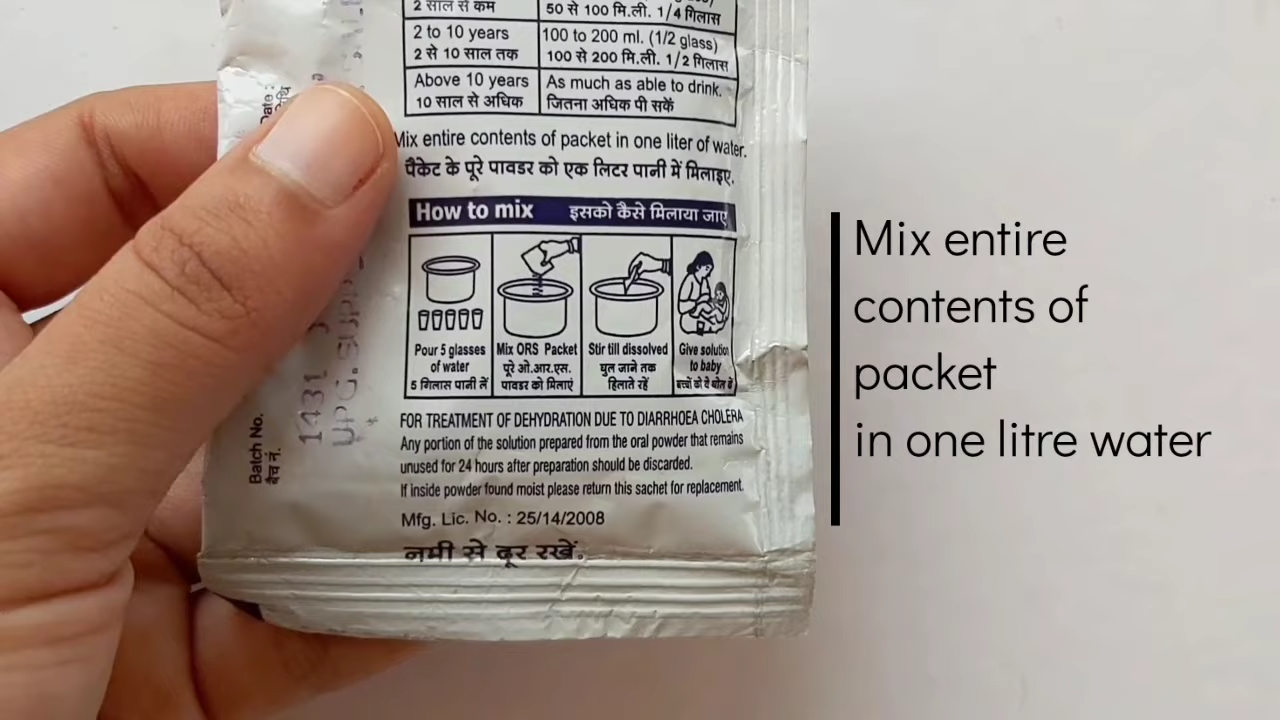 2 साल से कम
50 से 100 मि.ली. 1/4 गिलास
2 to 10 years
100 to 200 ml. (1/2 glass)
2 से 10 साल तक
100 से 200 मि.ली. 1/2 गिलास
Above 10 years
As much as able to drink.
10 साल से अधिक
जितना अधिक पी सकें
Mix entire contents of packet in one liter of water.
पैकेट के पूरे पावडर को एक लिटर पानी में मिलाइए.
How to mix
इसको कैसे मिलाया जाए
Pour 5 glasses
of water
5 गिलास पानी लें
Mix ORS Packet
पूरे ओ.आर.एस.
पावडर को मिलाएं
Stir till dissolved
घुल जाने तक
हिलाते रहें
Give solution
to baby
FOR TREATMENT OF DEHYDRATION DUE TO DIARRHOEA CHOLERA
Any portion of the solution prepared from the oral powder that remains
unused for 24 hours after preparation should be discarded.
If inside powder found moist please return this sachet for replacement.
Mfg. Lic. No. : 25/14/2008
नमी से दूर रखें.
Batch No.
बैच नं.
1431
Mix entire
contents of
packet
in one litre water